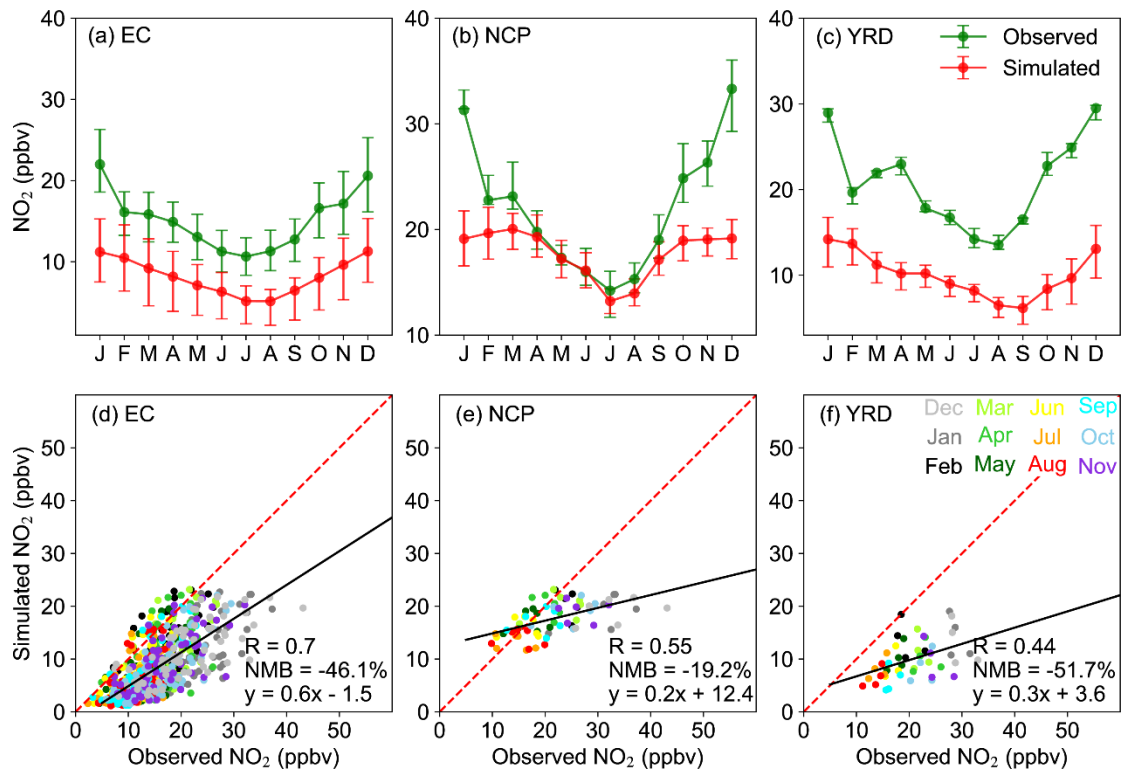 (a) EC
40
30
20
10
NO₂ (ppbv)
J F M A M J J A S O N D
(b) NCP
40
30
20
10
J F M A M J J A S O N D
(c) YRD
Observed
Simulated
40
30
20
10
J F M A M J J A S O N D
(d) EC
50
40
30
20
10
0
Simulated NO₂ (ppbv)
R = 0.7
NMB = -46.1%
y = 0.6x - 1.5
0 10 20 30 40 50
Observed NO₂ (ppbv)
(e) NCP
50
40
30
20
10
0
R = 0.55
NMB = -19.2%
y = 0.2x + 12.4
0 10 20 30 40 50
Observed NO₂ (ppbv)
(f) YRD
Dec Mar Jun Sep
Jan Apr Jul Oct
Feb May Aug Nov
50
40
30
20
10
0
R = 0.44
NMB = -51.7%
y = 0.3x + 3.6
0 10 20 30 40 50
Observed NO₂ (ppbv)